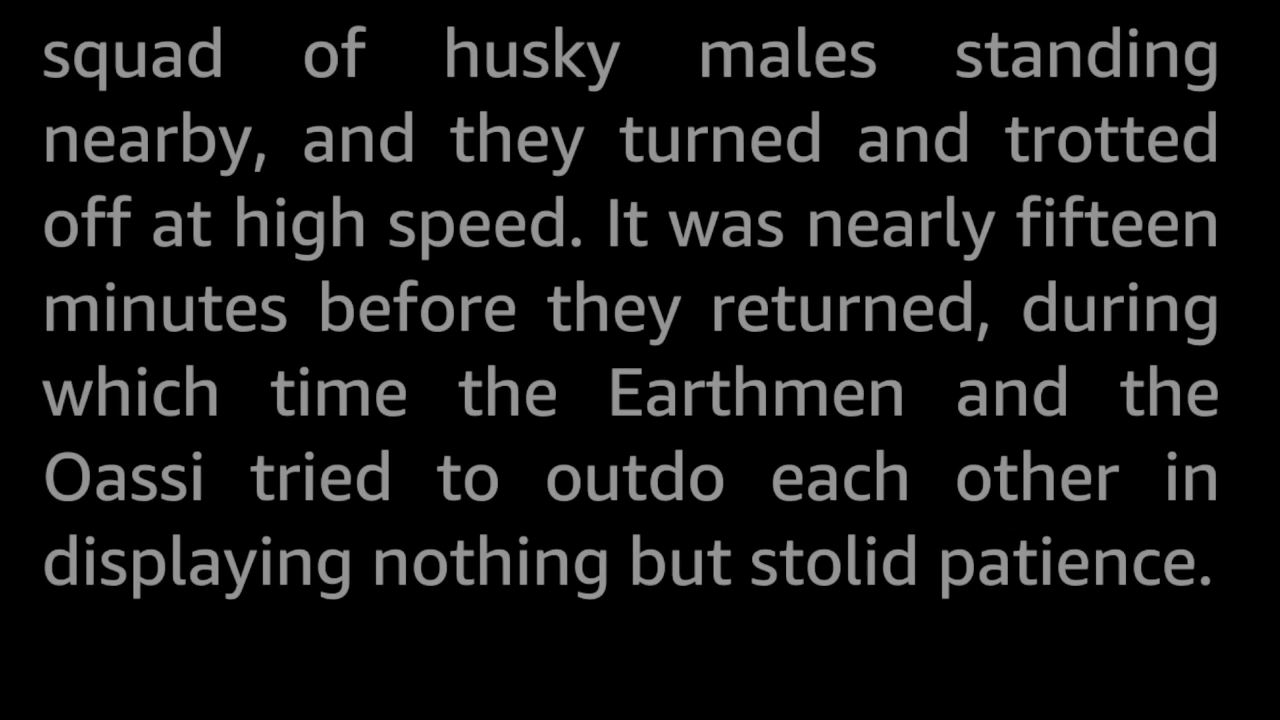 squad of husky males standing
nearby, and they turned and trotted
off at high speed. It was nearly fifteen
minutes before they returned, during
which time the Earthmen and the
Oassi tried to outdo each other in
displaying nothing but stolid patience.